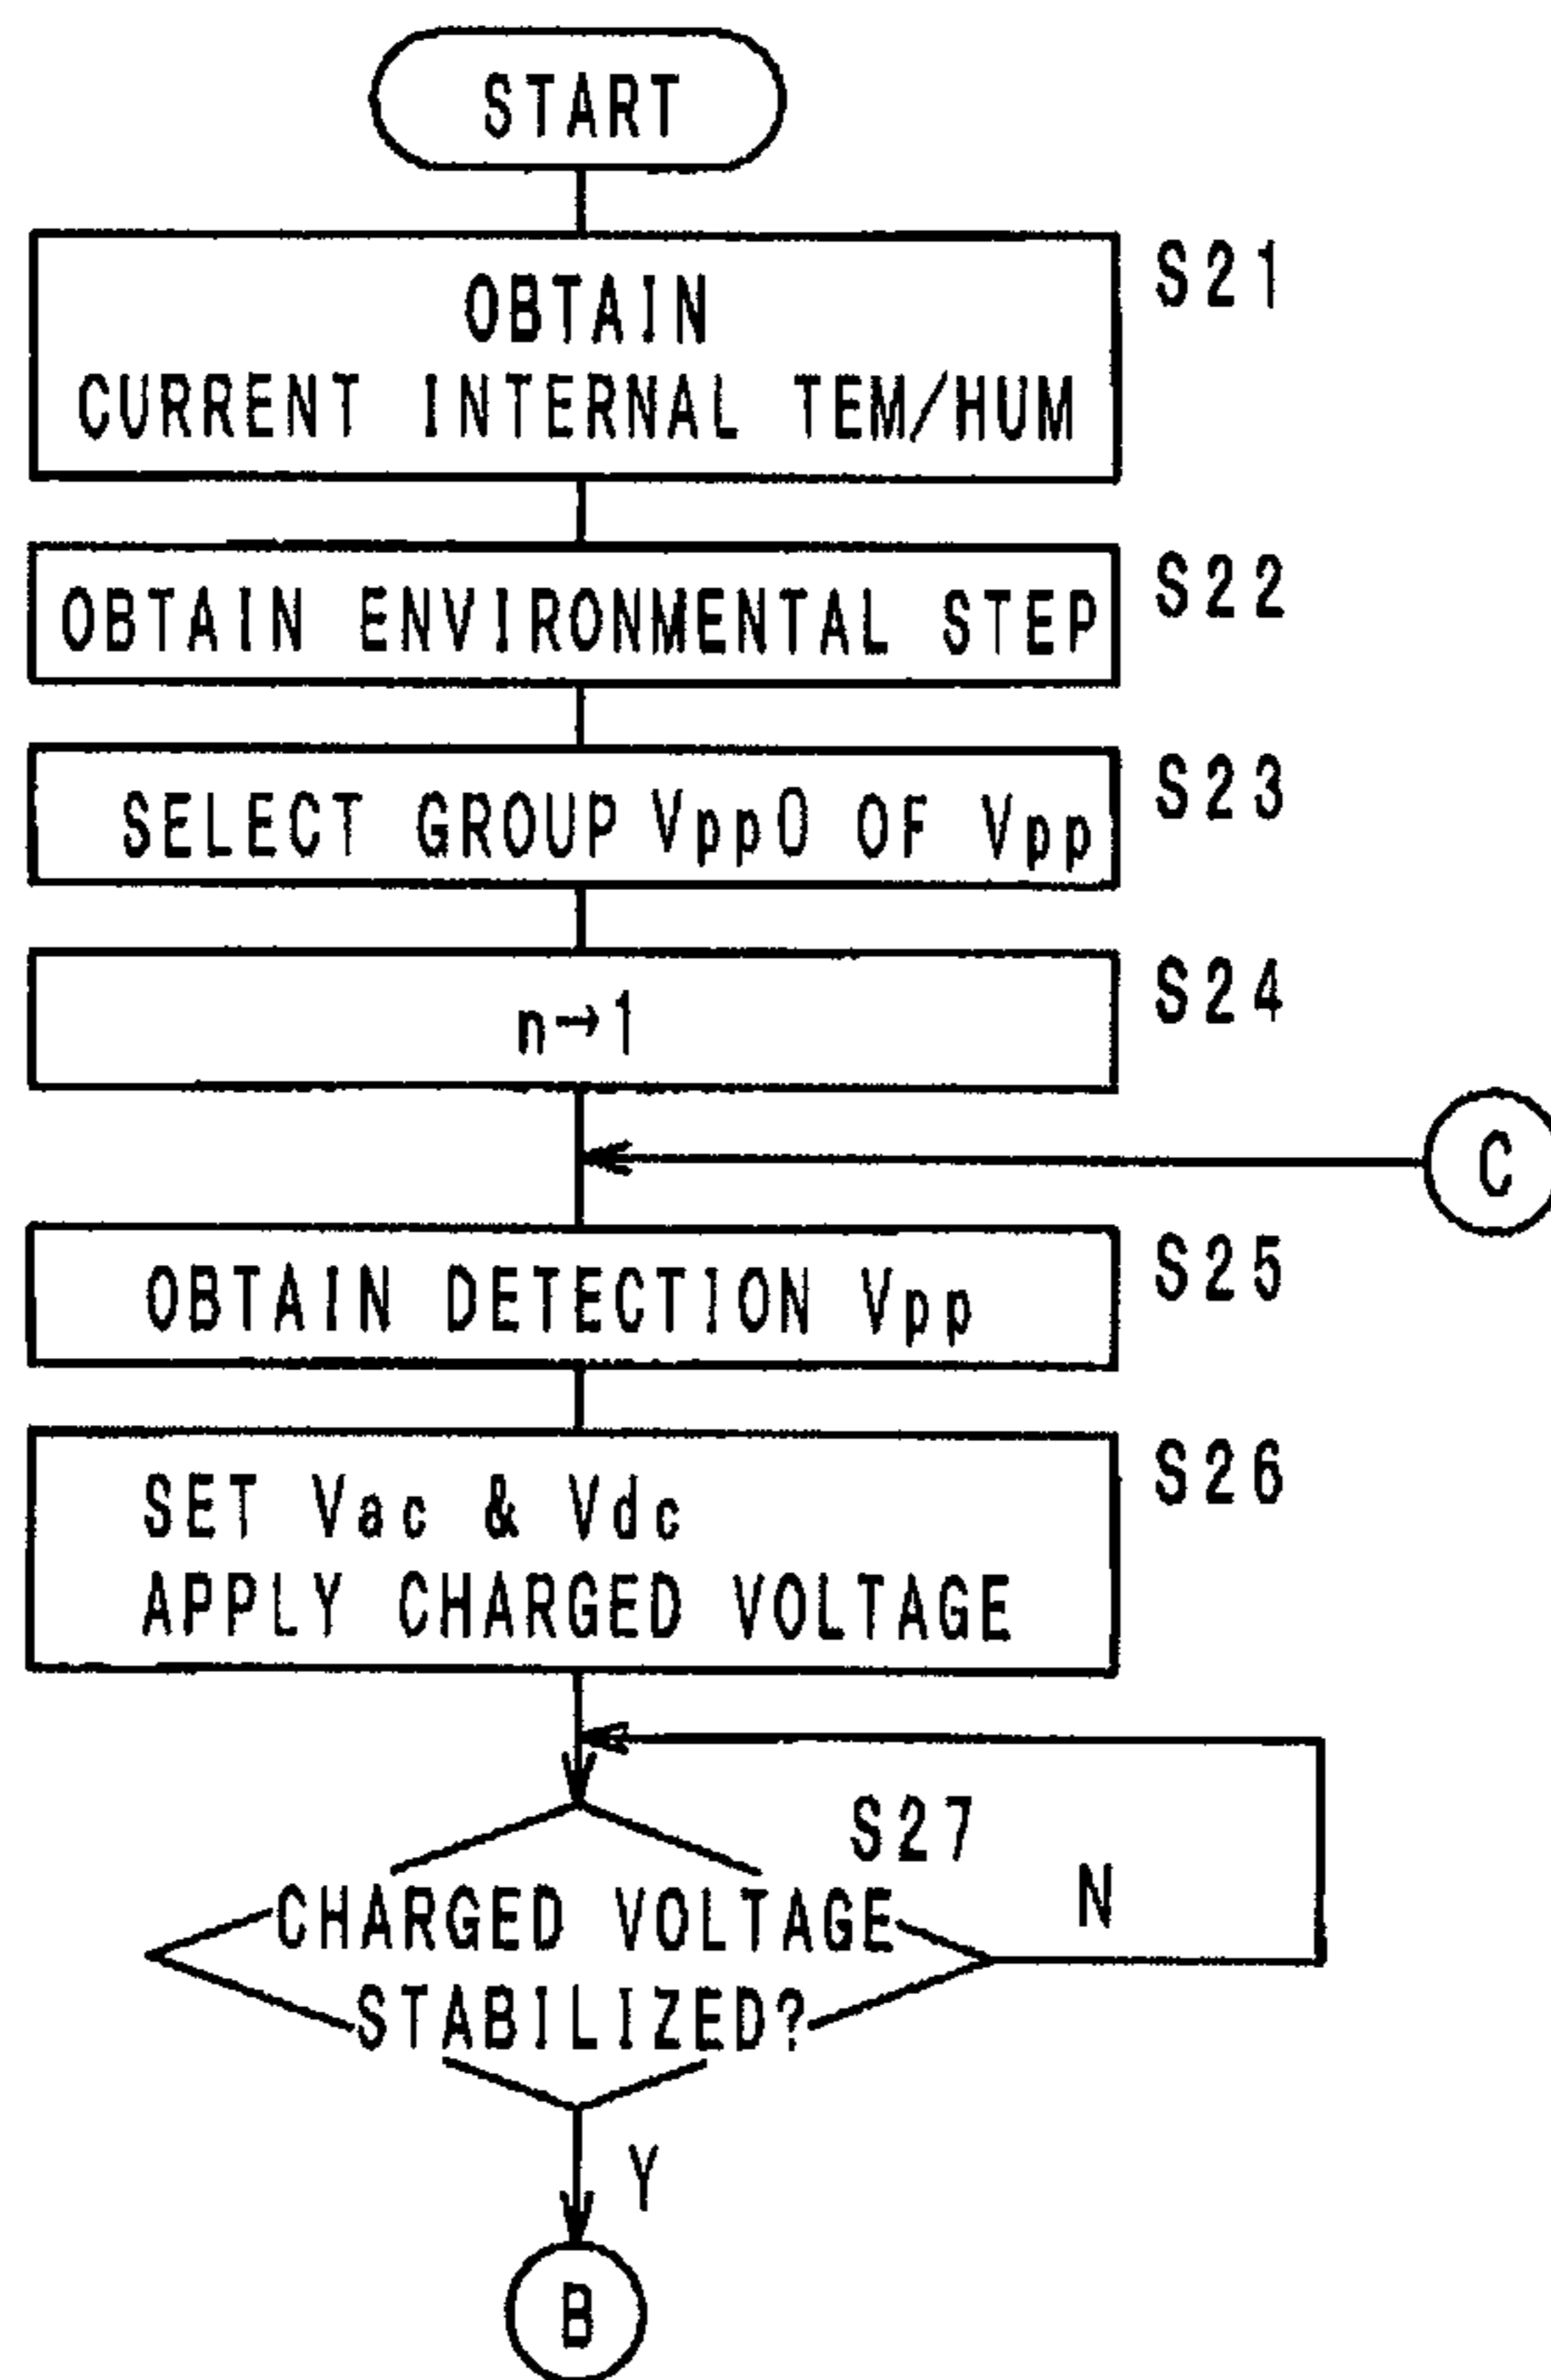 START
S21
OBTAIN
CURRENT INTERNAL TEM/HUM
S22
OBTAIN ENVIRONMENTAL STEP
S23
SELECT GROUP Vpp0 OF Vpp
S24
n→1
C
S25
OBTAIN DETECTION Vpp
S26
SET Vac & Vdc
APPLY CHARGED VOLTAGE
S27
N
CHARGED VOLTAGE
STABILIZED?
Y
B